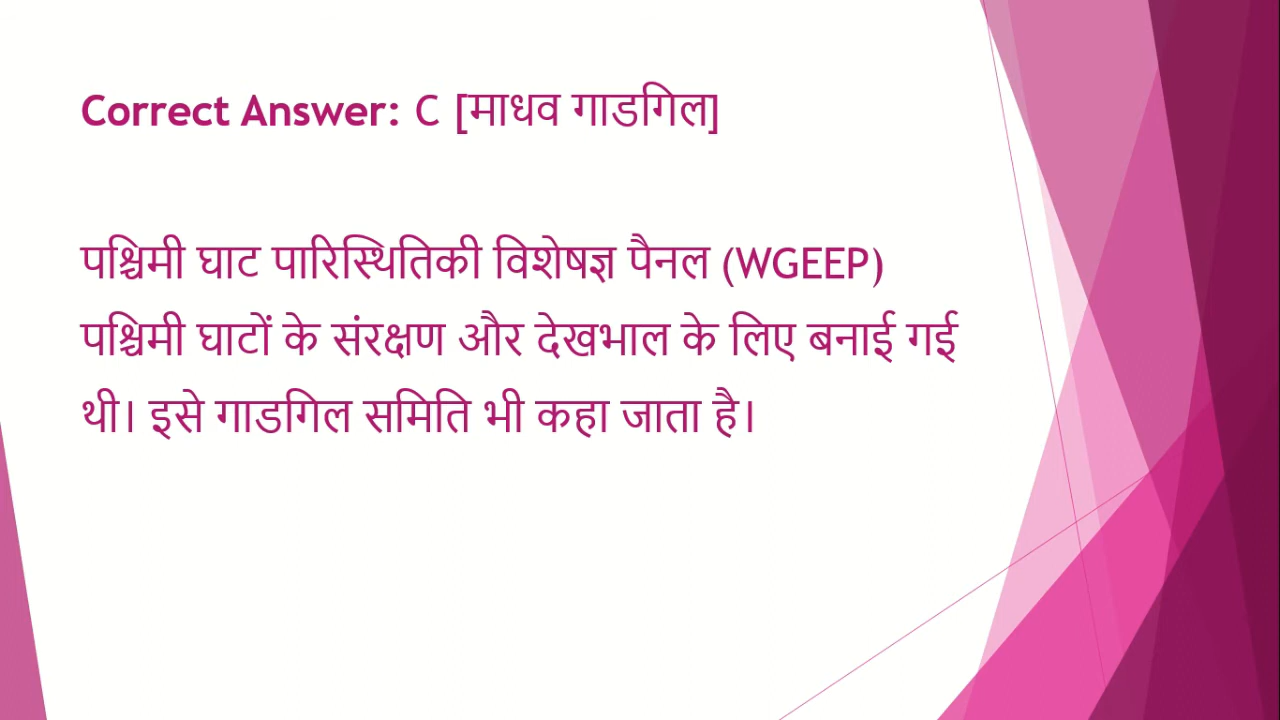 Correct Answer: C [माधव गाडगिल]
पश्चिमी घाट पारिस्थितिकी विशेषज्ञ पैनल (WGEEP)
पश्चिमी घाटों के संरक्षण और देखभाल के लिए बनाई गई
थी। इसे गाडगिल समिति भी कहा जाता है।